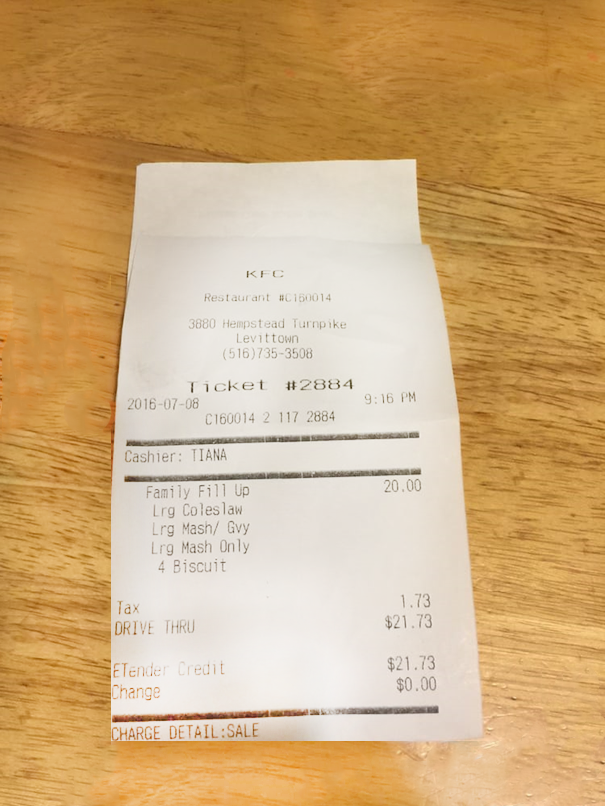 KFC
Restaurant #C160014
3880 Hempstead Turnpike
Levittown
(516)735-3508
Ticket #2884
2016-07-08 9:16 PM
C160014 2 117 2884
Cashier: TIANA
Family Fill Up 20.00
Lrg Coleslaw
Lrg Mash/ Gvy
Lrg Mash Only
4 Biscuit
Tax 1.73
DRIVE THRU $21.73
ETender Credit $21.73
Change $0.00
CHARGE DETAIL:SALE